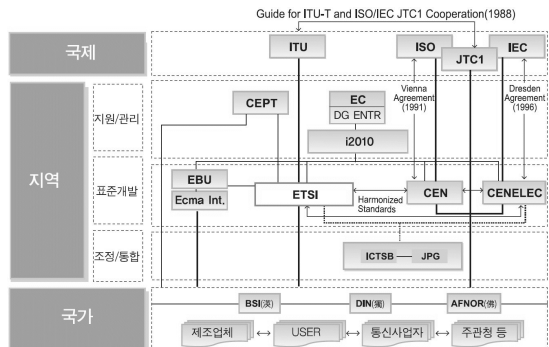 Guide for ITU-T and ISO/IEC JTC1 Cooperation(1988)
국제
ITU
ISO
IEC
JTC1
지역
지원/관리
CEPT
EC
DG ENTR
i2010
Vienna
Agreement
(1991)
Dresden
Agreement
(1996)
표준개발
EBU
Ecma Int.
ETSI
Harmonized
Standards
CEN
CENELEC
조정/통합
ICTSB
JPG
국가
BSI(英)
DIN(獨)
AFNOR(佛)
제조업체
USER
통신사업자
주관청 등